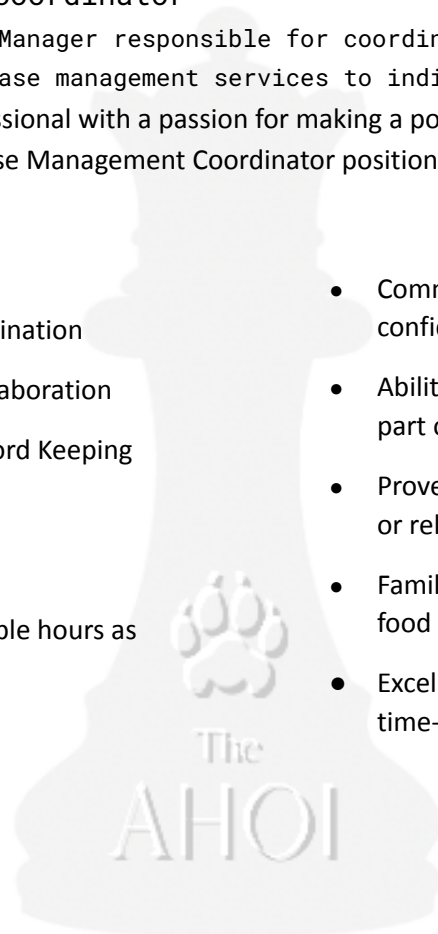 Coordinator
Manager responsible for coordin
ase management services to indi
ssional with a passion for making a po
se Management Coordinator position
ination
aboration
ord Keeping
ble hours as
• Comm
confid
• Abilit
part o
• Prove
or rel
• Famil
food
• Excel
time-
The
AHOI